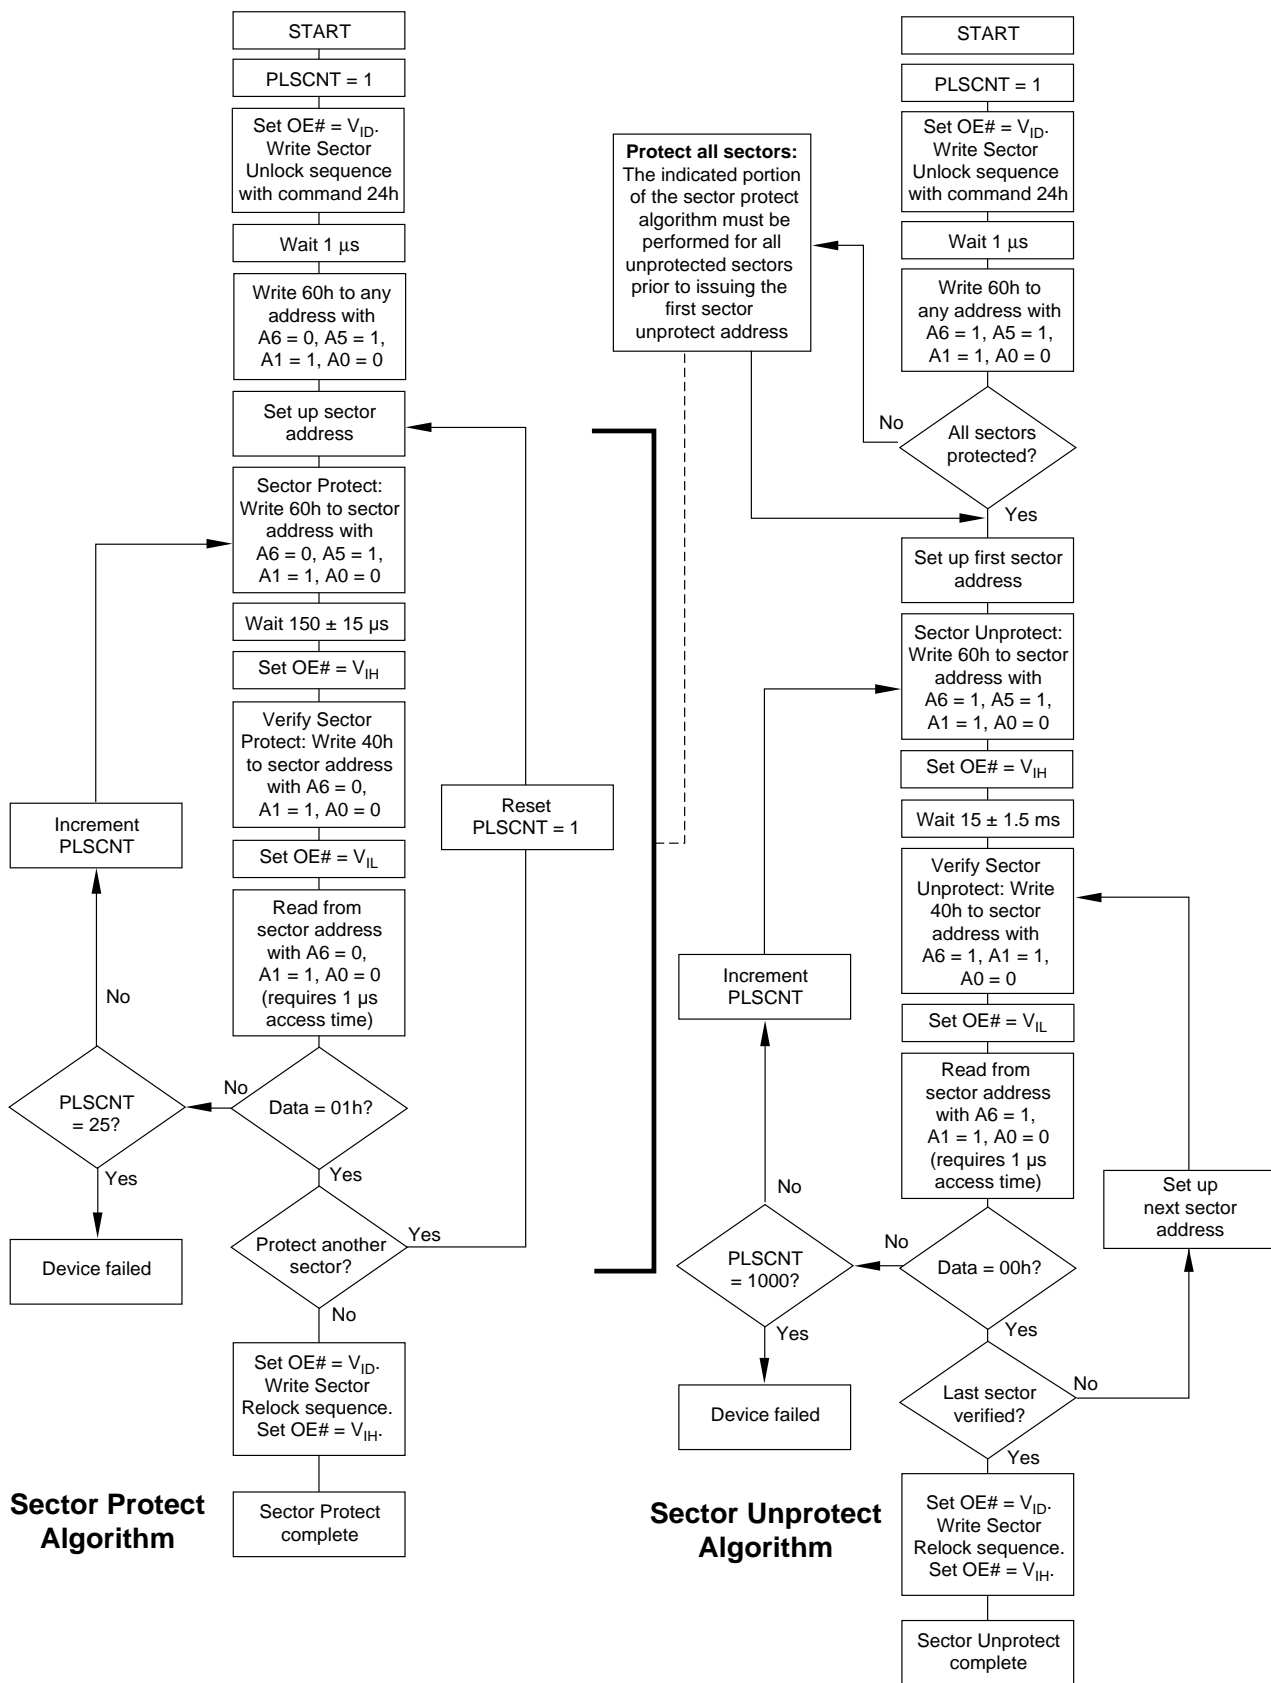 START
PLSCNT = 1
Set OE# = VID.
Write Sector
Unlock sequence
with command 24h
Wait 1 μs
Write 60h to any
address with
A6 = 0, A5 = 1,
A1 = 1, A0 = 0
Set up sector
address
Sector Protect:
Write 60h to sector
address with
A6 = 0, A5 = 1,
A1 = 1, A0 = 0
Wait 150 ± 15 µs
Set OE# = VIH
Verify Sector
Protect: Write 40h
to sector address
with A6 = 0,
A1 = 1, A0 = 0
Increment
PLSCNT
Reset
PLSCNT = 1
Set OE# = VIL
Read from
sector address
with A6 = 0,
A1 = 1, A0 = 0
(requires 1 µs
access time)
No
PLSCNT
= 25?
No
Data = 01h?
Yes
Yes
Device failed
Protect another
sector?
Yes
No
Set OE# = VID.
Write Sector
Relock sequence.
Set OE# = VIH.
Sector Protect
complete
Sector Protect
Algorithm
START
PLSCNT = 1
Set OE# = VID.
Write Sector
Unlock sequence
with command 24h
Protect all sectors:
The indicated portion
of the sector protect
algorithm must be
performed for all
unprotected sectors
prior to issuing the
first sector
unprotect address
Wait 1 μs
Write 60h to
any address with
A6 = 1, A5 = 1,
A1 = 1, A0 = 0
No
All sectors
protected?
Yes
Set up first sector
address
Sector Unprotect:
Write 60h to sector
address with
A6 = 1, A5 = 1,
A1 = 1, A0 = 0
Set OE# = VIH
Wait 15 ± 1.5 ms
Verify Sector
Unprotect: Write
40h to sector
address with
A6 = 1, A1 = 1,
A0 = 0
Increment
PLSCNT
Set OE# = VIL
Read from
sector address
with A6 = 1,
A1 = 1, A0 = 0
(requires 1 µs
access time)
Set up
next sector
address
No
PLSCNT
= 1000?
No
Data = 00h?
Yes
Yes
Device failed
Last sector
verified?
No
Yes
Set OE# = VID.
Write Sector
Relock sequence.
Set OE# = VIH.
Sector Unprotect
complete
Sector Unprotect
Algorithm